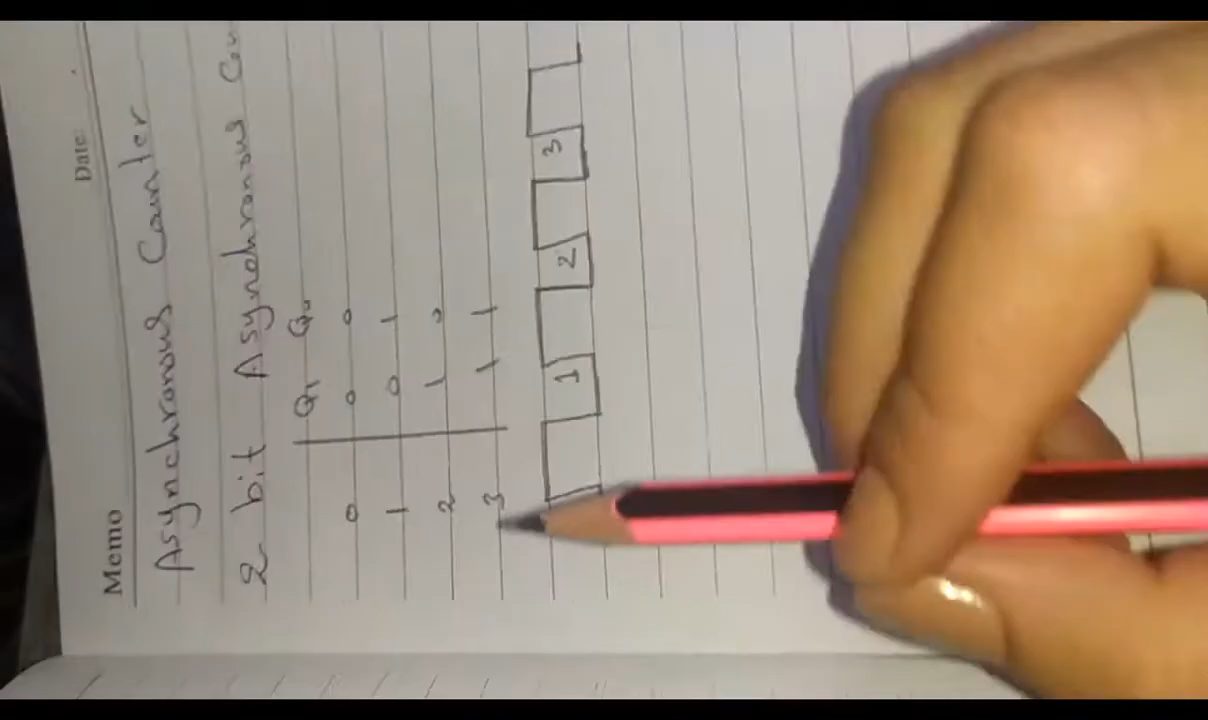 Memo Date:
Asynchronous Counter
2 bit Asynchronous Cou
Q1 Q0
0 0 0
1 0 1
2 1 0
3 1 1
1 2 3